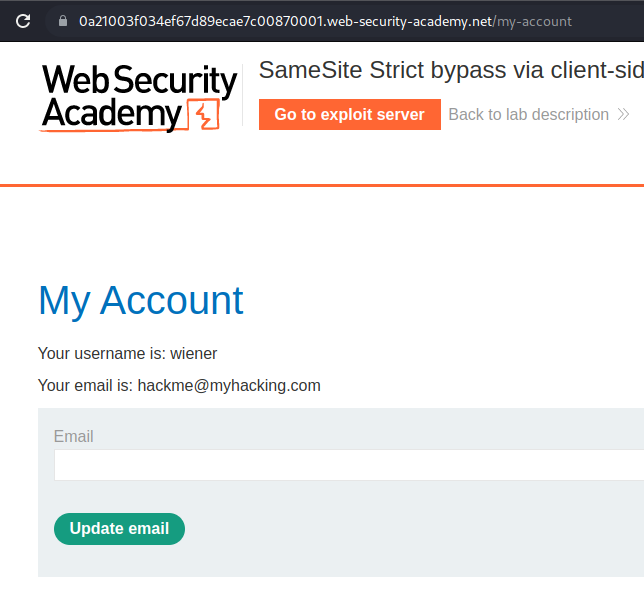 0a21003f034ef67d89ecae7c00870001.web-security-academy.net/my-account
Web Security
Academy
SameSite Strict bypass via client-sid
Go to exploit server
Back to lab description
My Account
Your username is: wiener
Your email is: hackme@myhacking.com
Email
Update email